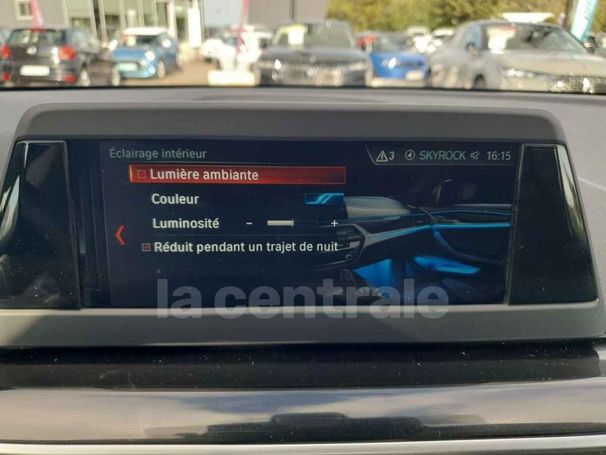 Éclairage intérieur
3 SKYROCK 16:15
Lumière ambiante
Couleur
Luminosité - +
Réduit pendant un trajet de nuit
la centrale